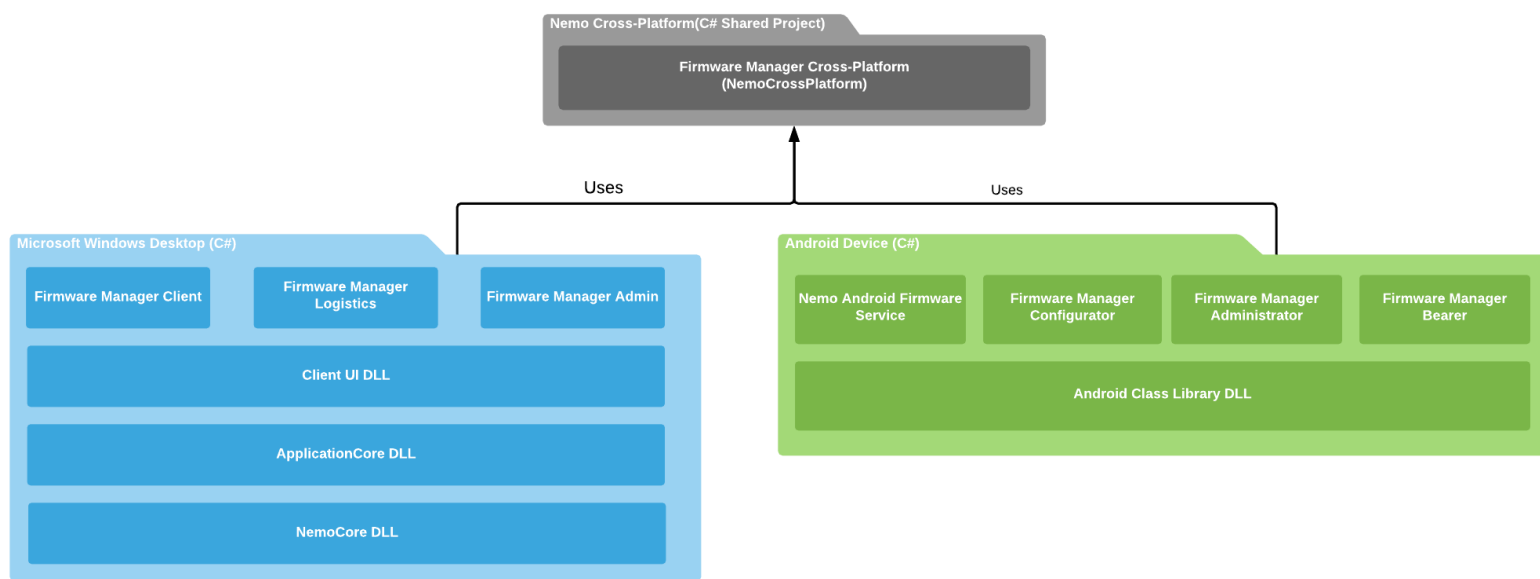 Nemo Cross-Platform(C# Shared Project)
Firmware Manager Cross-Platform
(NemoCrossPlatform)
Uses
Uses
Microsoft Windows Desktop (C#)
Firmware Manager Client
Firmware Manager
Logistics
Firmware Manager Admin
Client UI DLL
ApplicationCore DLL
NemoCore DLL
Android Device (C#)
Nemo Android Firmware
Service
Firmware Manager
Configurator
Firmware Manager
Administrator
Firmware Manager
Bearer
Android Class Library DLL